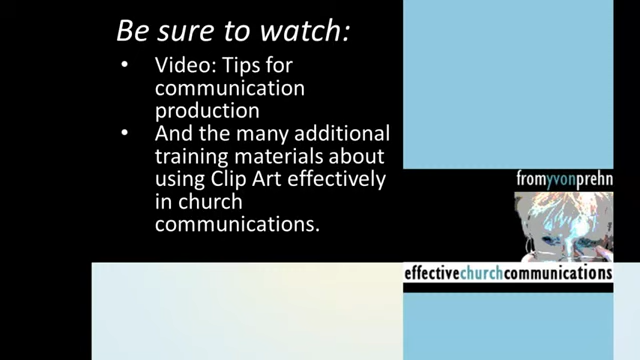 Be sure to watch:
• Video: Tips for
communication
production
• And the many additional
training materials about
using Clip Art effectively
in church
communications.
fromyvonprehn
effectivechurchcommunications